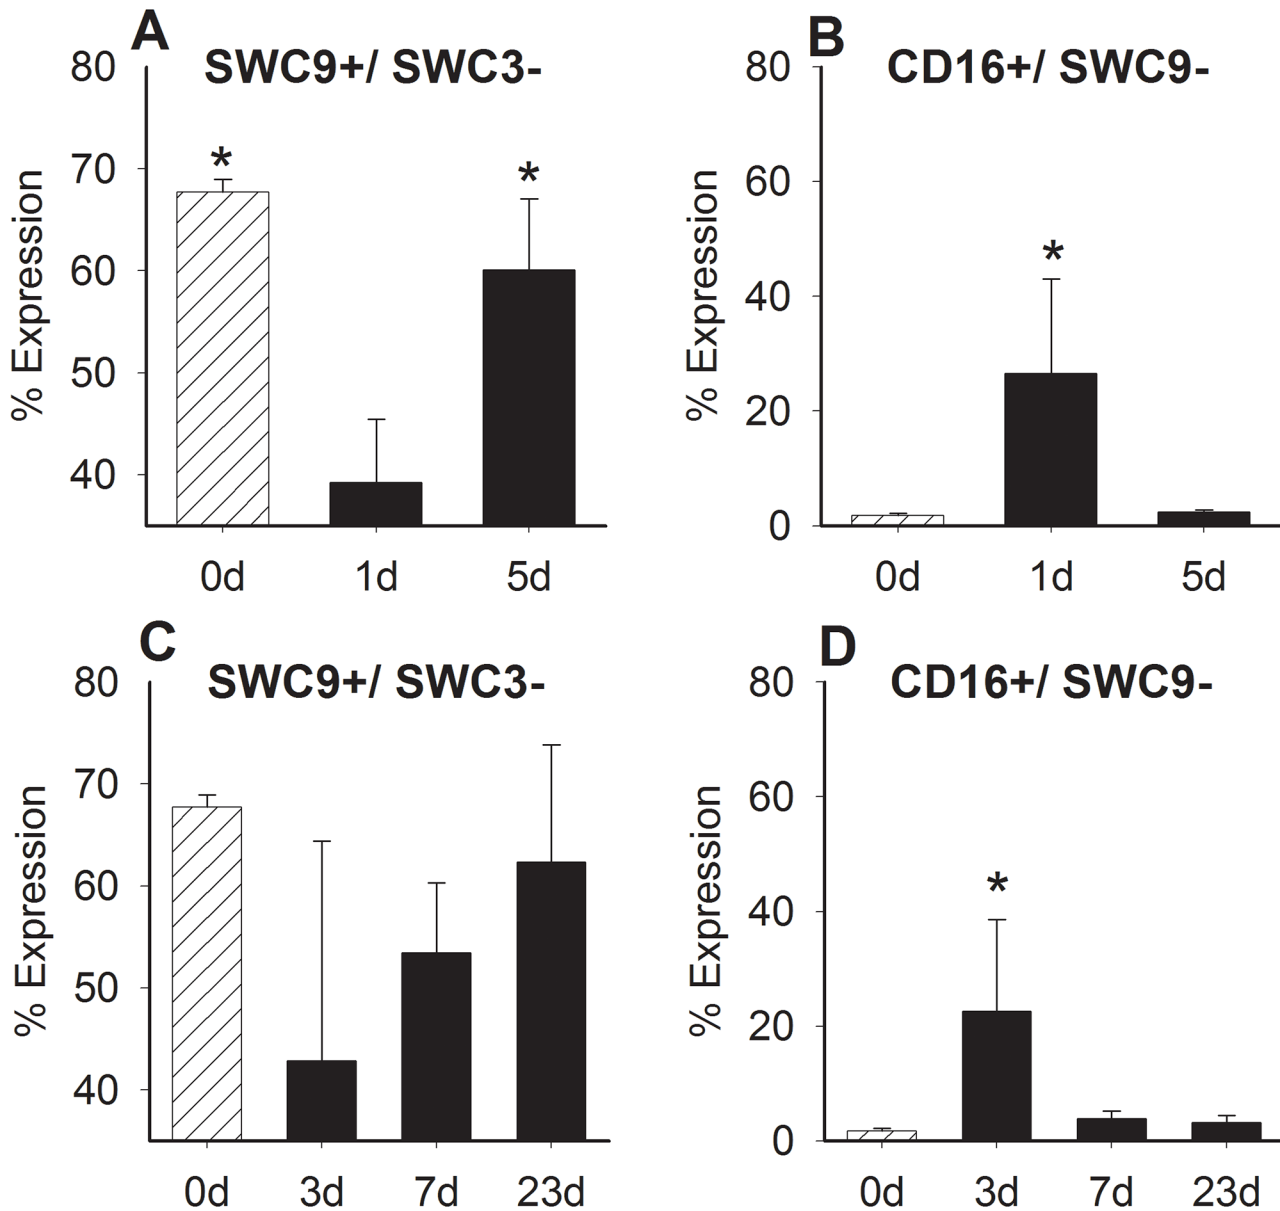 A
SWC9+/ SWC3-
% Expression
80
70
60
50
40
*
*
0d 1d 5d
B
CD16+/ SWC9-
% Expression
80
60
40
20
0
*
0d 1d 5d
C
SWC9+/ SWC3-
% Expression
80
70
60
50
40
0d 3d 7d 23d
D
CD16+/ SWC9-
% Expression
80
60
40
20
0
*
0d 3d 7d 23d